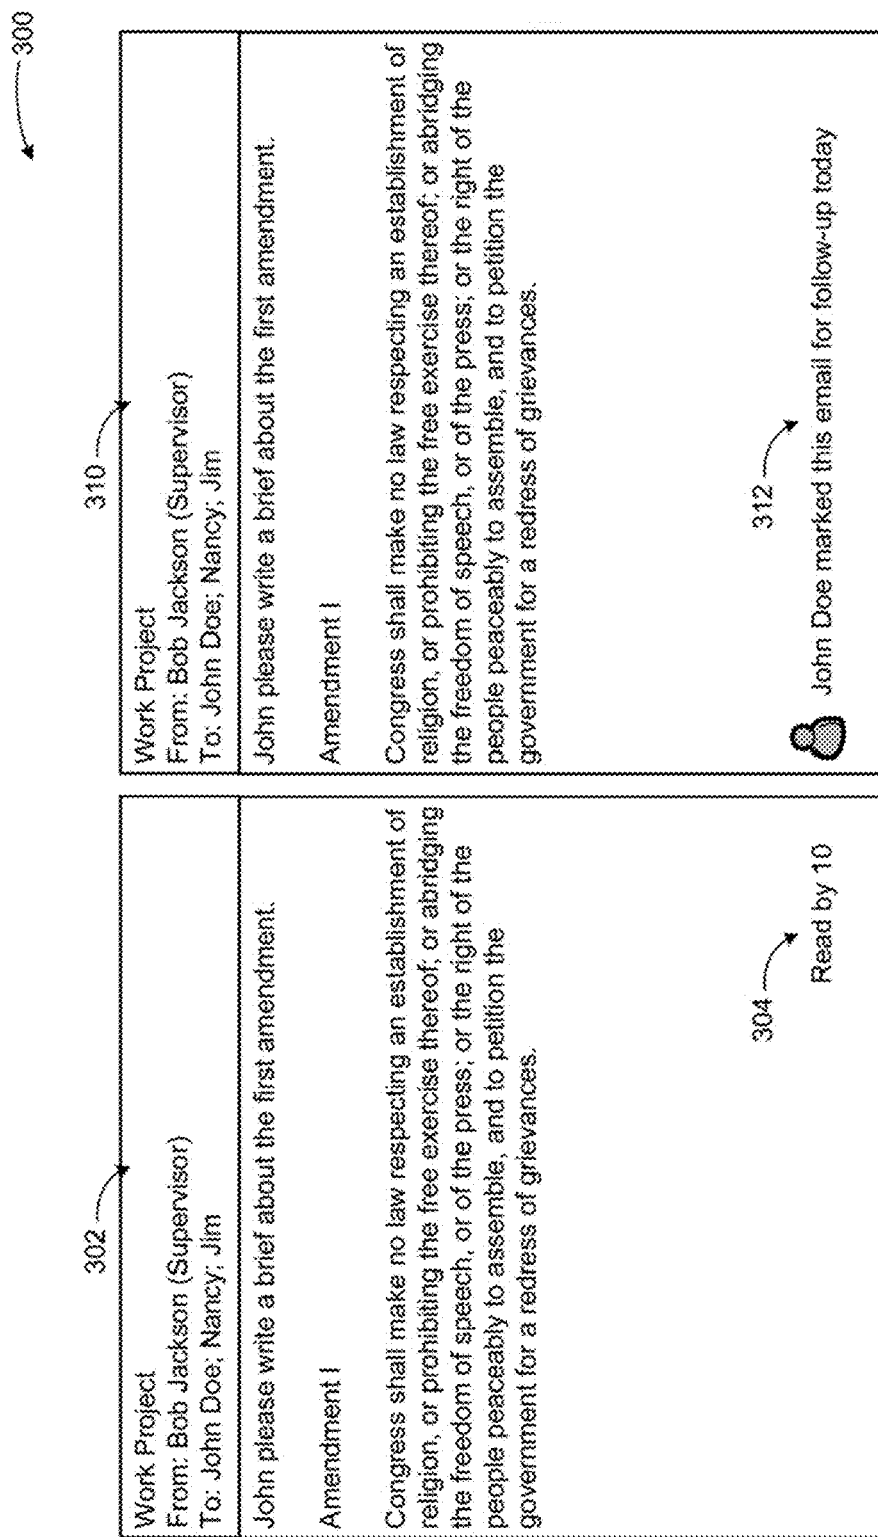 300
302
Work Project
From: Bob Jackson (Supervisor)
To: John Doe; Nancy; Jim
John please write a brief about the first amendment.
Amendment I
Congress shall make no law respecting an establishment of
religion, or prohibiting the free exercise thereof; or abridging
the freedom of speech, or of the press; or the right of the
people peaceably to assemble, and to petition the
government for a redress of grievances.
304
Read by 10
310
Work Project
From: Bob Jackson (Supervisor)
To: John Doe; Nancy; Jim
John please write a brief about the first amendment.
Amendment I
Congress shall make no law respecting an establishment of
religion, or prohibiting the free exercise thereof; or abridging
the freedom of speech, or of the press; or the right of the
people peaceably to assemble, and to petition the
government for a redress of grievances.
312
John Doe marked this email for follow-up today